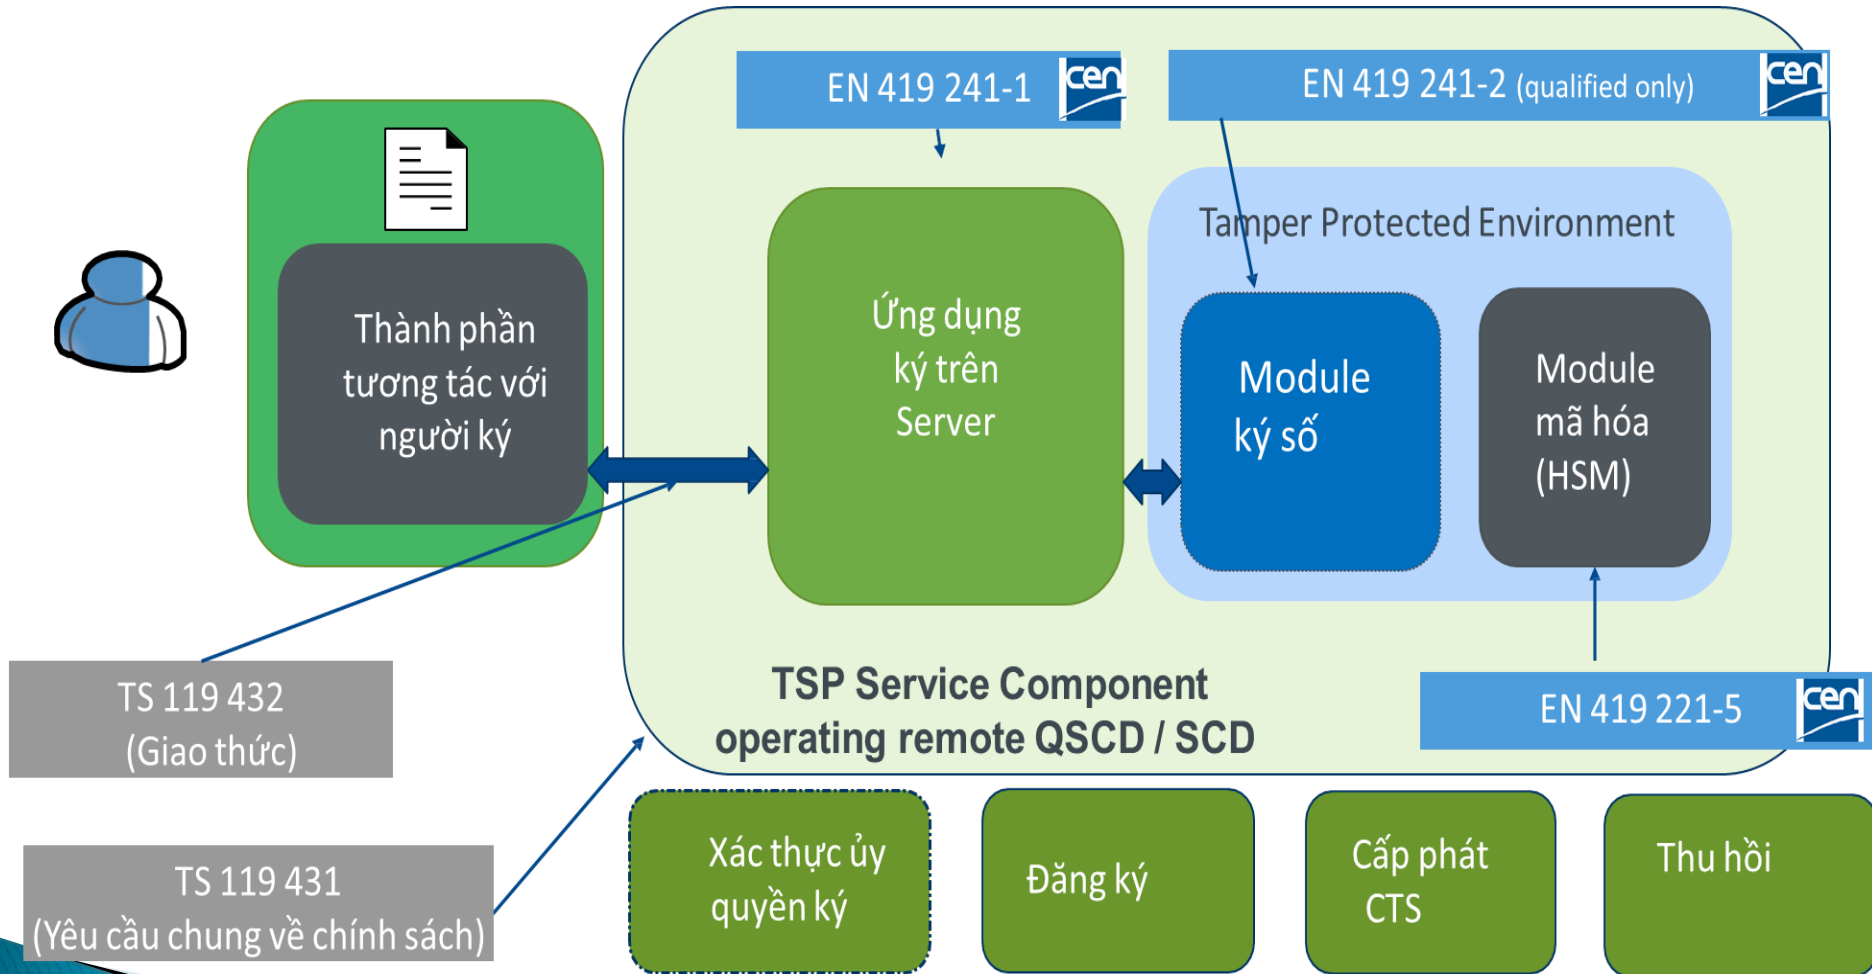 EN 419 241-1
cen
EN 419 241-2 (qualified only)
cen
Tamper Protected Environment
Thành phần
tương tác với
người ký
Ứng dụng
ký trên
Server
Module
ký số
Module
mã hóa
(HSM)
TS 119 432
(Giao thức)
TSP Service Component
operating remote QSCD / SCD
EN 419 221-5
cen
TS 119 431
(Yêu cầu chung về chính sách)
Xác thực ủy
quyền ký
Đăng ký
Cấp phát
CTS
Thu hồi